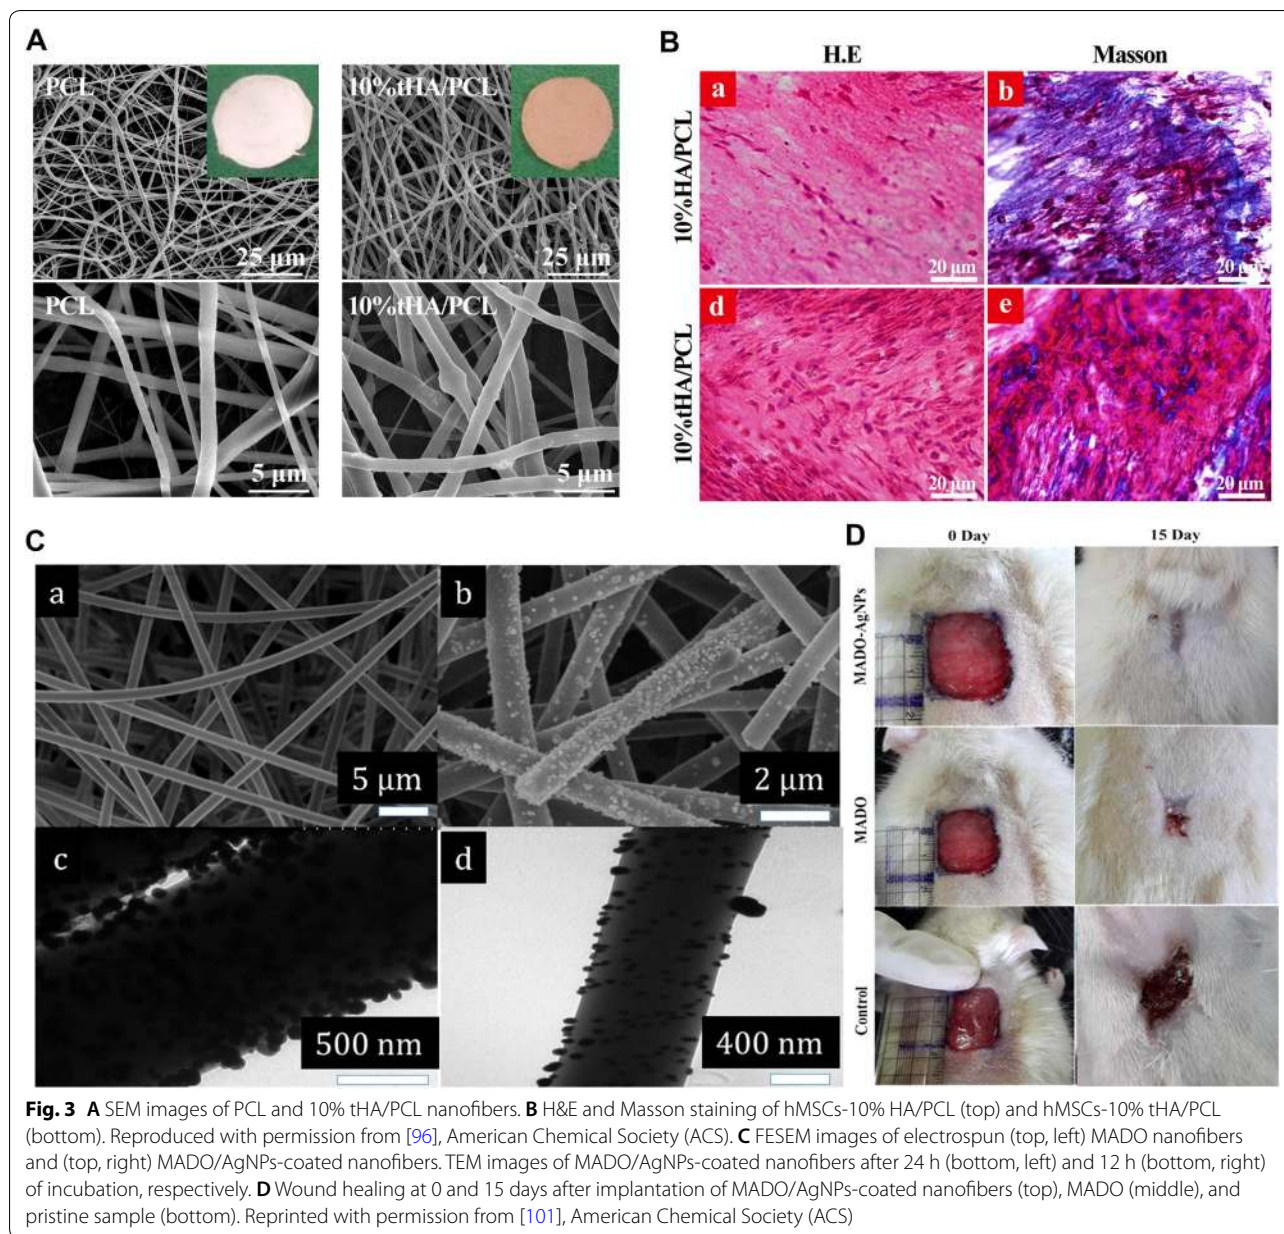 A
PCL
10%tHA/PCL
25 µm
25 µm
PCL
10%tHA/PCL
5 µm
5 µm
B
H.E
Masson
10%HA/PCL
a
b
20 µm
20 µm
10%tHA/PCL
d
e
20 µm
20 µm
C
a
b
5 µm
2 µm
c
d
500 nm
400 nm
D
0 Day
15 Day
MADO-AgNPs
MADO
Control
Fig. 3 A SEM images of PCL and 10% tHA/PCL nanofibers. B H&E and Masson staining of hMSCs-10% HA/PCL (top) and hMSCs-10% tHA/PCL
(bottom). Reproduced with permission from [96], American Chemical Society (ACS). C FESEM images of electrospun (top, left) MADO nanofibers
and (top, right) MADO/AgNPs-coated nanofibers. TEM images of MADO/AgNPs-coated nanofibers after 24 h (bottom, left) and 12 h (bottom, right)
of incubation, respectively. D Wound healing at 0 and 15 days after implantation of MADO/AgNPs-coated nanofibers (top), MADO (middle), and
pristine sample (bottom). Reprinted with permission from [101], American Chemical Society (ACS)